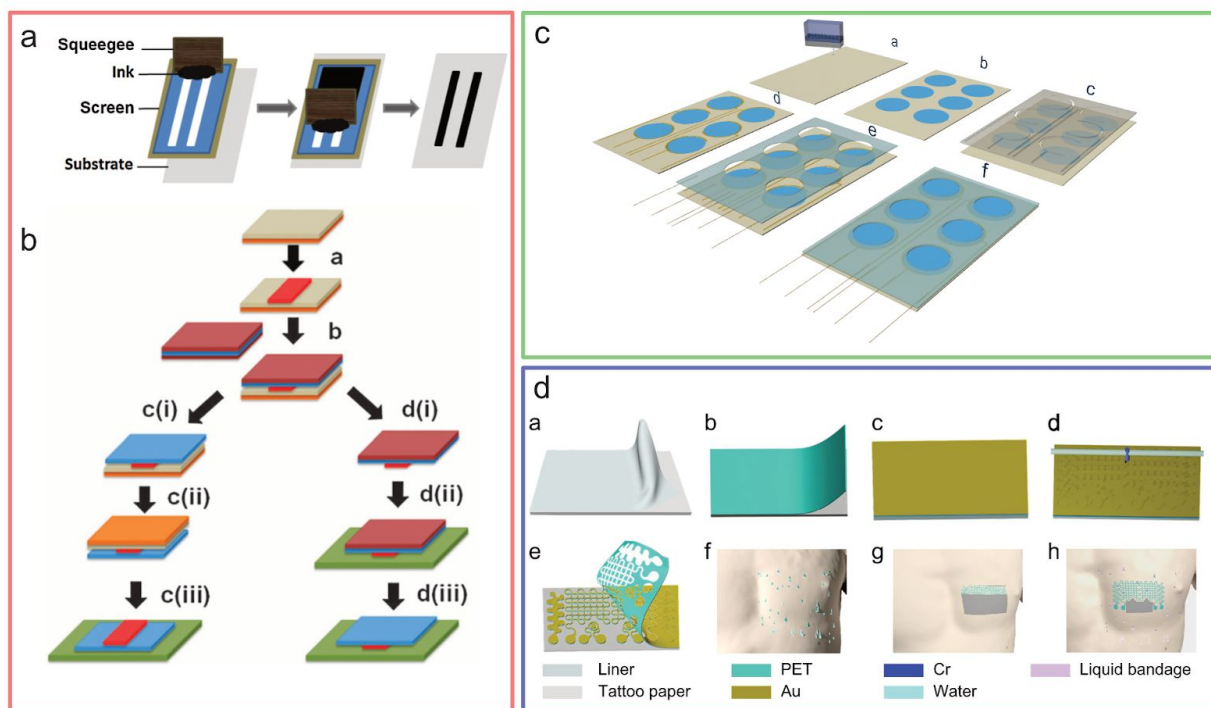 a
Squeegee
Ink
Screen
Substrate
b
a
b
c(i)
d(i)
c(ii)
d(ii)
c(iii)
d(iii)
c
a
b
c
d
e
f
d
a
b
c
d
e
f
g
h
Liner
PET
Cr
Liquid bandage
Tattoo paper
Au
Water